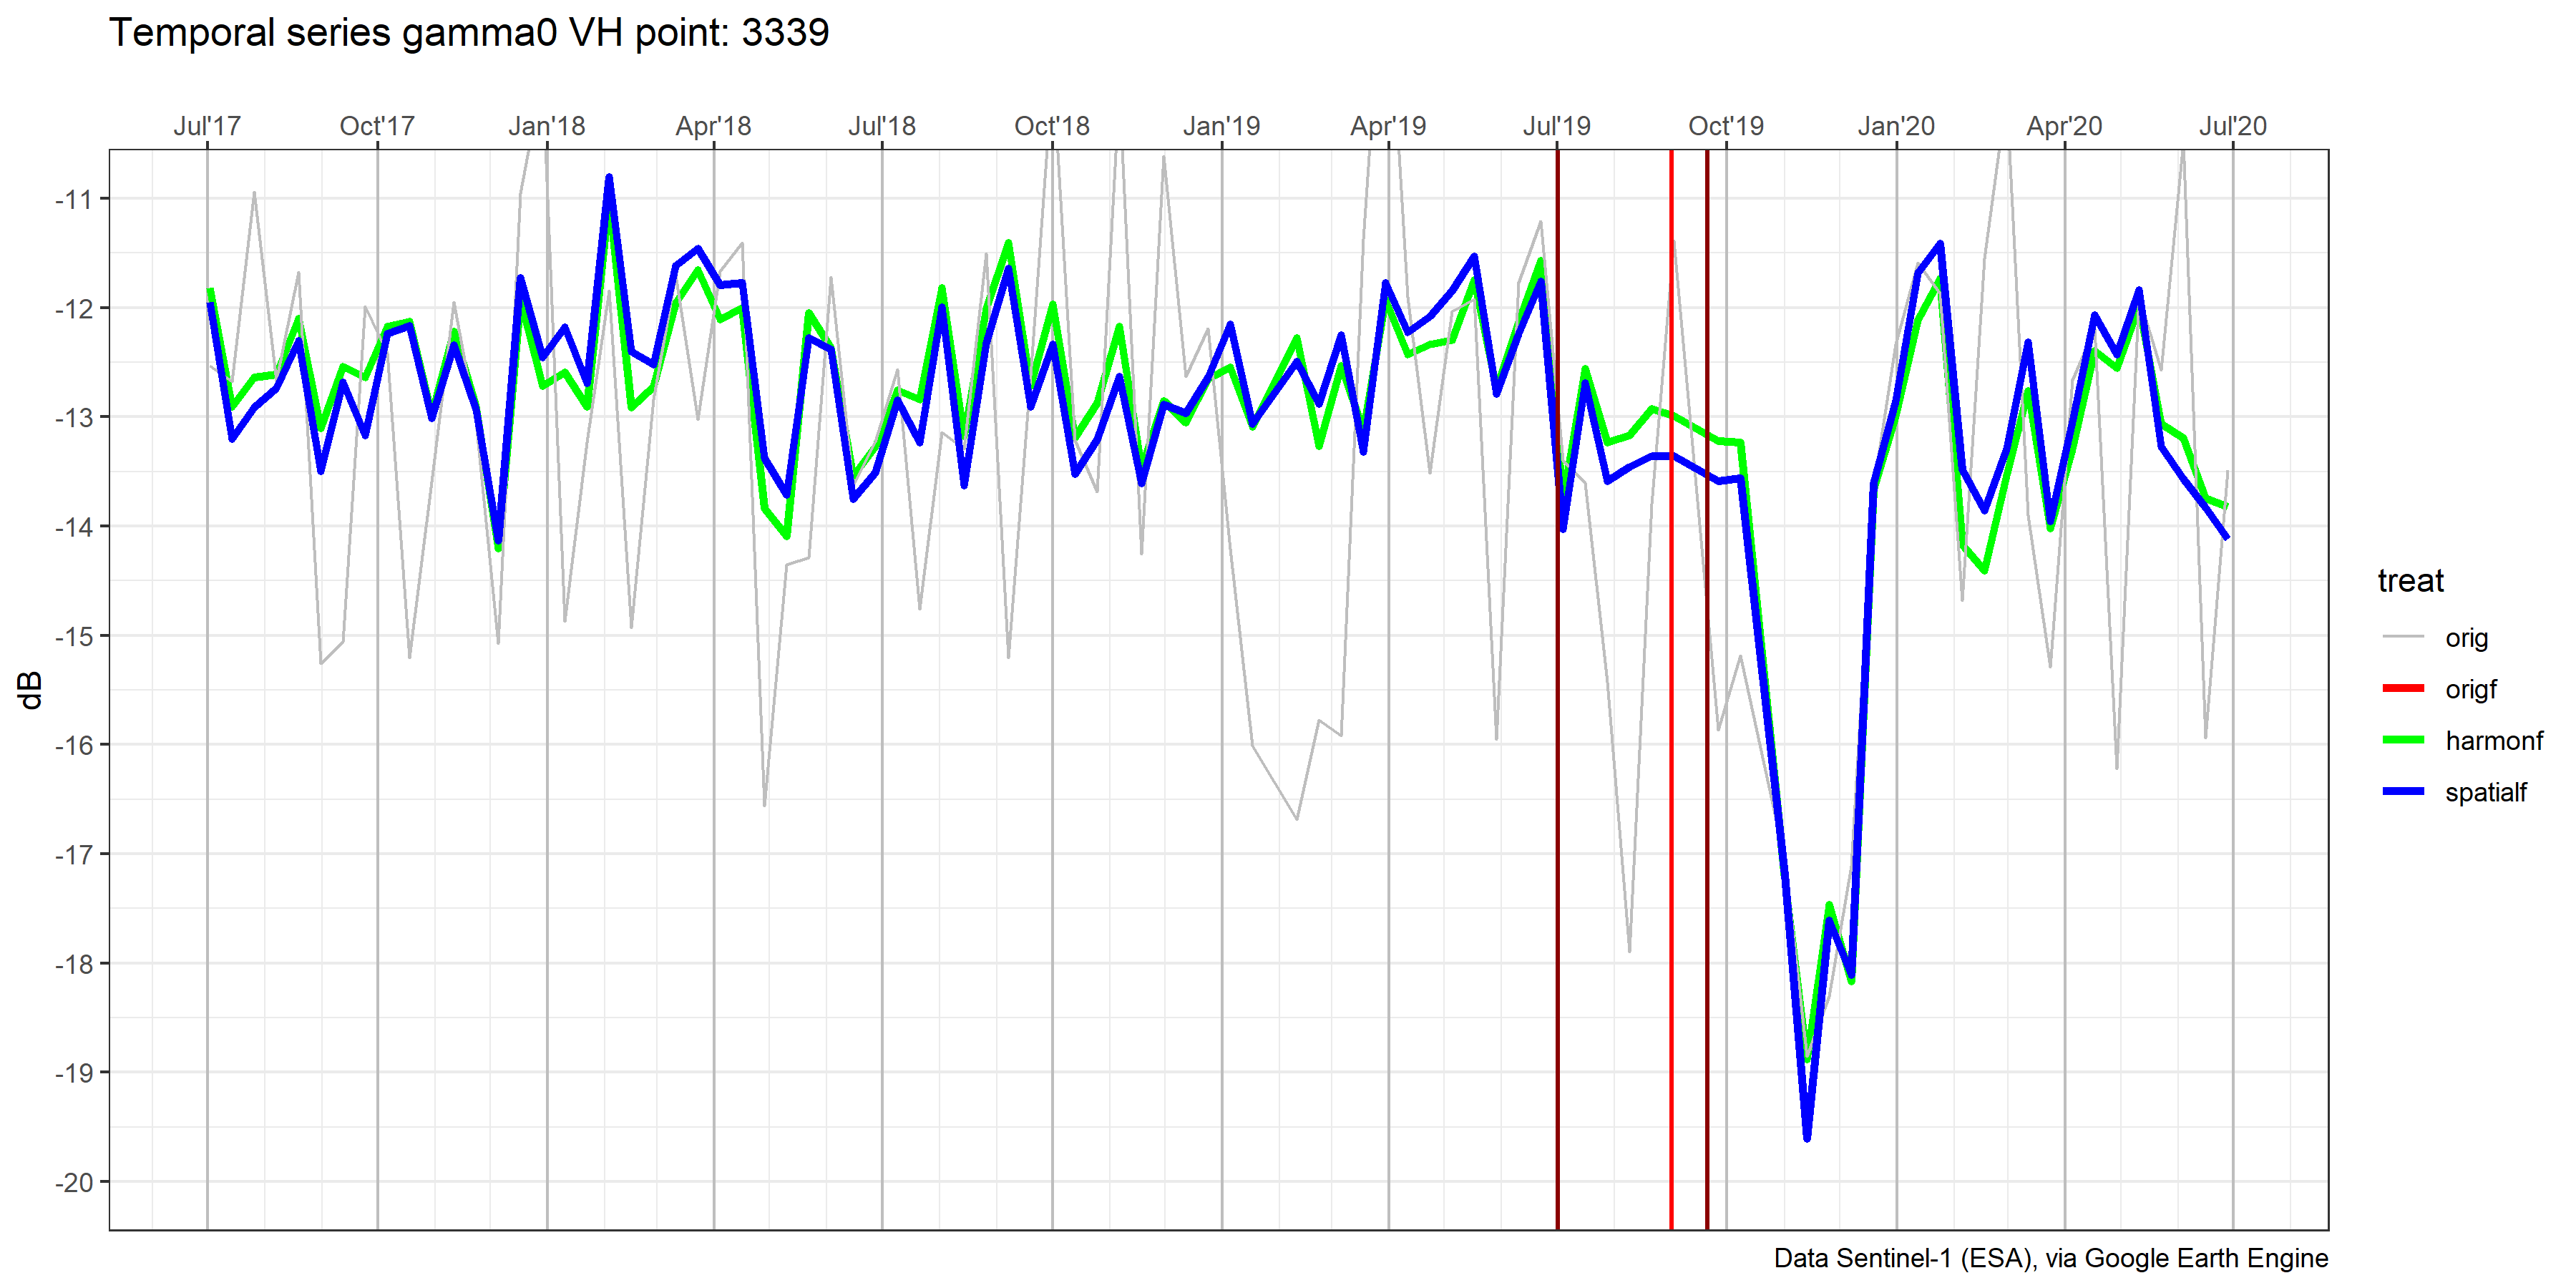 Temporal series gamma0 VH point: 3339
Jul'17 Oct'17 Jan'18 Apr'18 Jul'18 Oct'18 Jan'19 Apr'19 Jul'19 Oct'19 Jan'20 Apr'20 Jul'20
-11
-12
-13
-14
-15
-16
-17
-18
-19
-20
dB
treat
orig
origf
harmonf
spatialf
Data Sentinel-1 (ESA), via Google Earth Engine